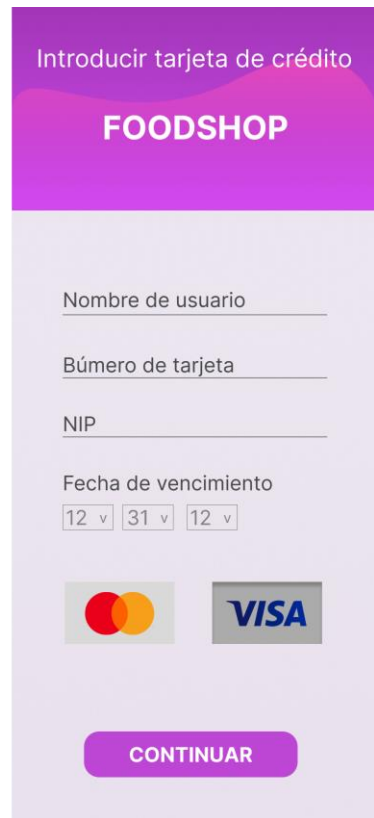 Introducir tarjeta de crédito
FOODSHOP
Nombre de usuario
Búmero de tarjeta
NIP
Fecha de vencimiento
12 v 31 v 12 v
VISA
CONTINUAR